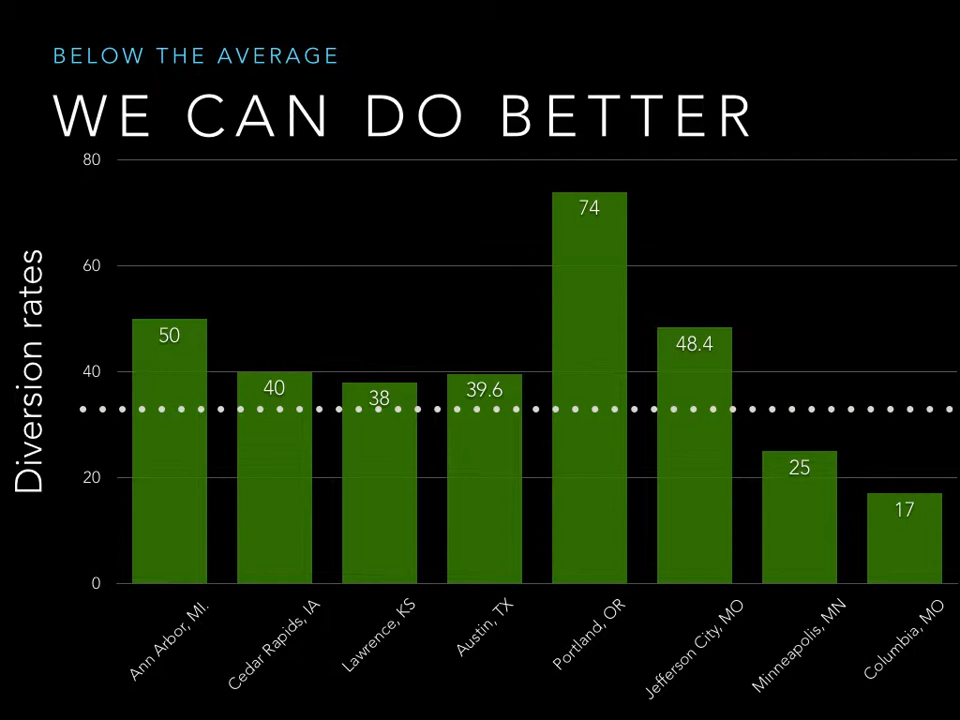 BELOW THE AVERAGE
WE CAN DO BETTER
Diversion rates
80
60
40
20
0
50
40
38
39.6
74
48.4
25
17
Ann Arbor, MI.
Cedar Rapids, IA
Lawrence, KS
Austin, TX
Portland, OR
Jefferson City, MO
Minneapolis, MN
Columbia, MO